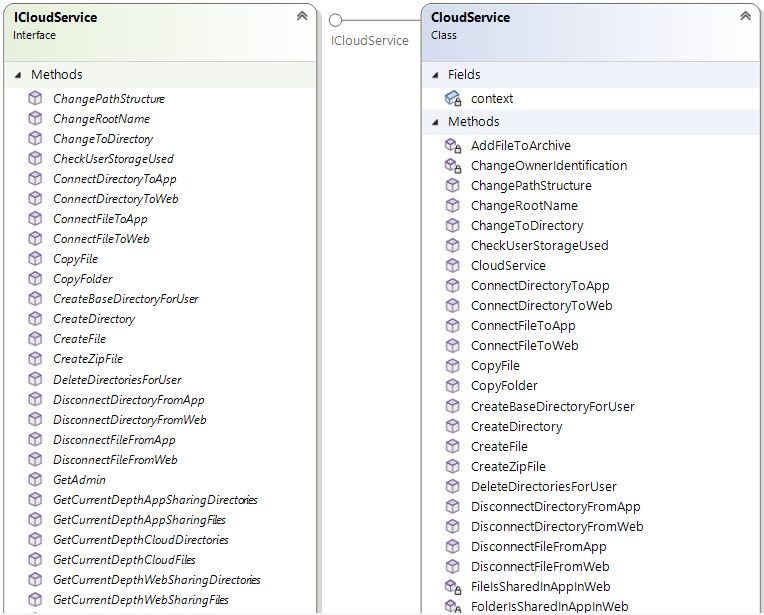 ICloudService
Interface
Methods
ChangePathStructure
ChangeRootName
ChangeToDirectory
CheckUserStorageUsed
ConnectDirectoryToApp
ConnectDirectoryToWeb
ConnectFileToApp
ConnectFileToWeb
CopyFile
CopyFolder
CreateBaseDirectoryForUser
CreateDirectory
CreateFile
CreateZipFile
DeleteDirectoriesForUser
DisconnectDirectoryFromApp
DisconnectDirectoryFromWeb
DisconnectFileFromApp
DisconnectFileFromWeb
GetAdmin
GetCurrentDepthAppSharingDirectories
GetCurrentDepthAppSharingFiles
GetCurrentDepthCloudDirectories
GetCurrentDepthCloudFiles
GetCurrentDepthWebSharingDirectories
GetCurrentDepthWebSharingFiles
ICloudService
CloudService
Class
Fields
context
Methods
AddFileToArchive
ChangeOwnerIdentification
ChangePathStructure
ChangeRootName
ChangeToDirectory
CheckUserStorageUsed
CloudService
ConnectDirectoryToApp
ConnectDirectoryToWeb
ConnectFileToApp
ConnectFileToWeb
CopyFile
CopyFolder
CreateBaseDirectoryForUser
CreateDirectory
CreateFile
CreateZipFile
DeleteDirectoriesForUser
DisconnectDirectoryFromApp
DisconnectDirectoryFromWeb
DisconnectFileFromApp
DisconnectFileFromWeb
FileIsSharedInAppInWeb
FolderIsSharedInAppInWeb